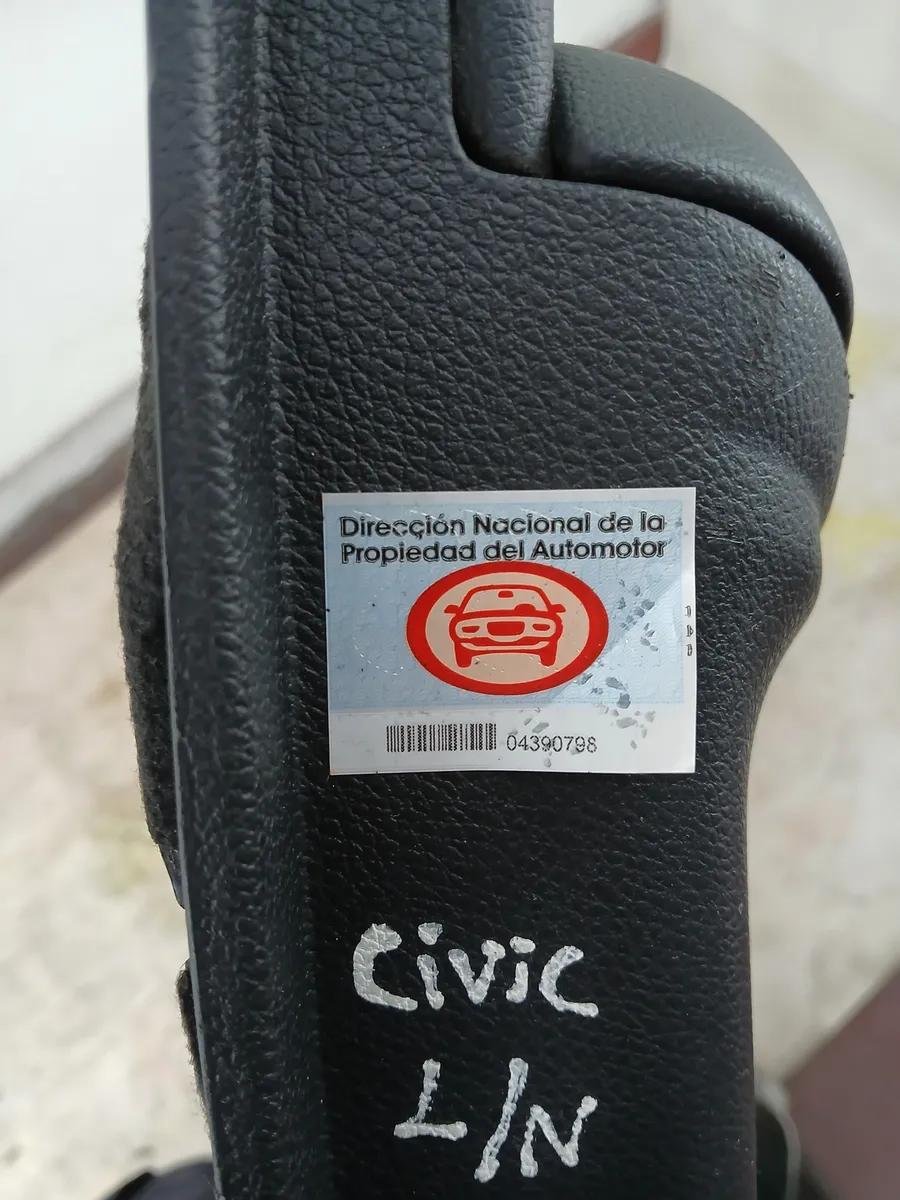 Dirección Nacional de la
Propiedad del Automotor
04390798
Civic
L/N